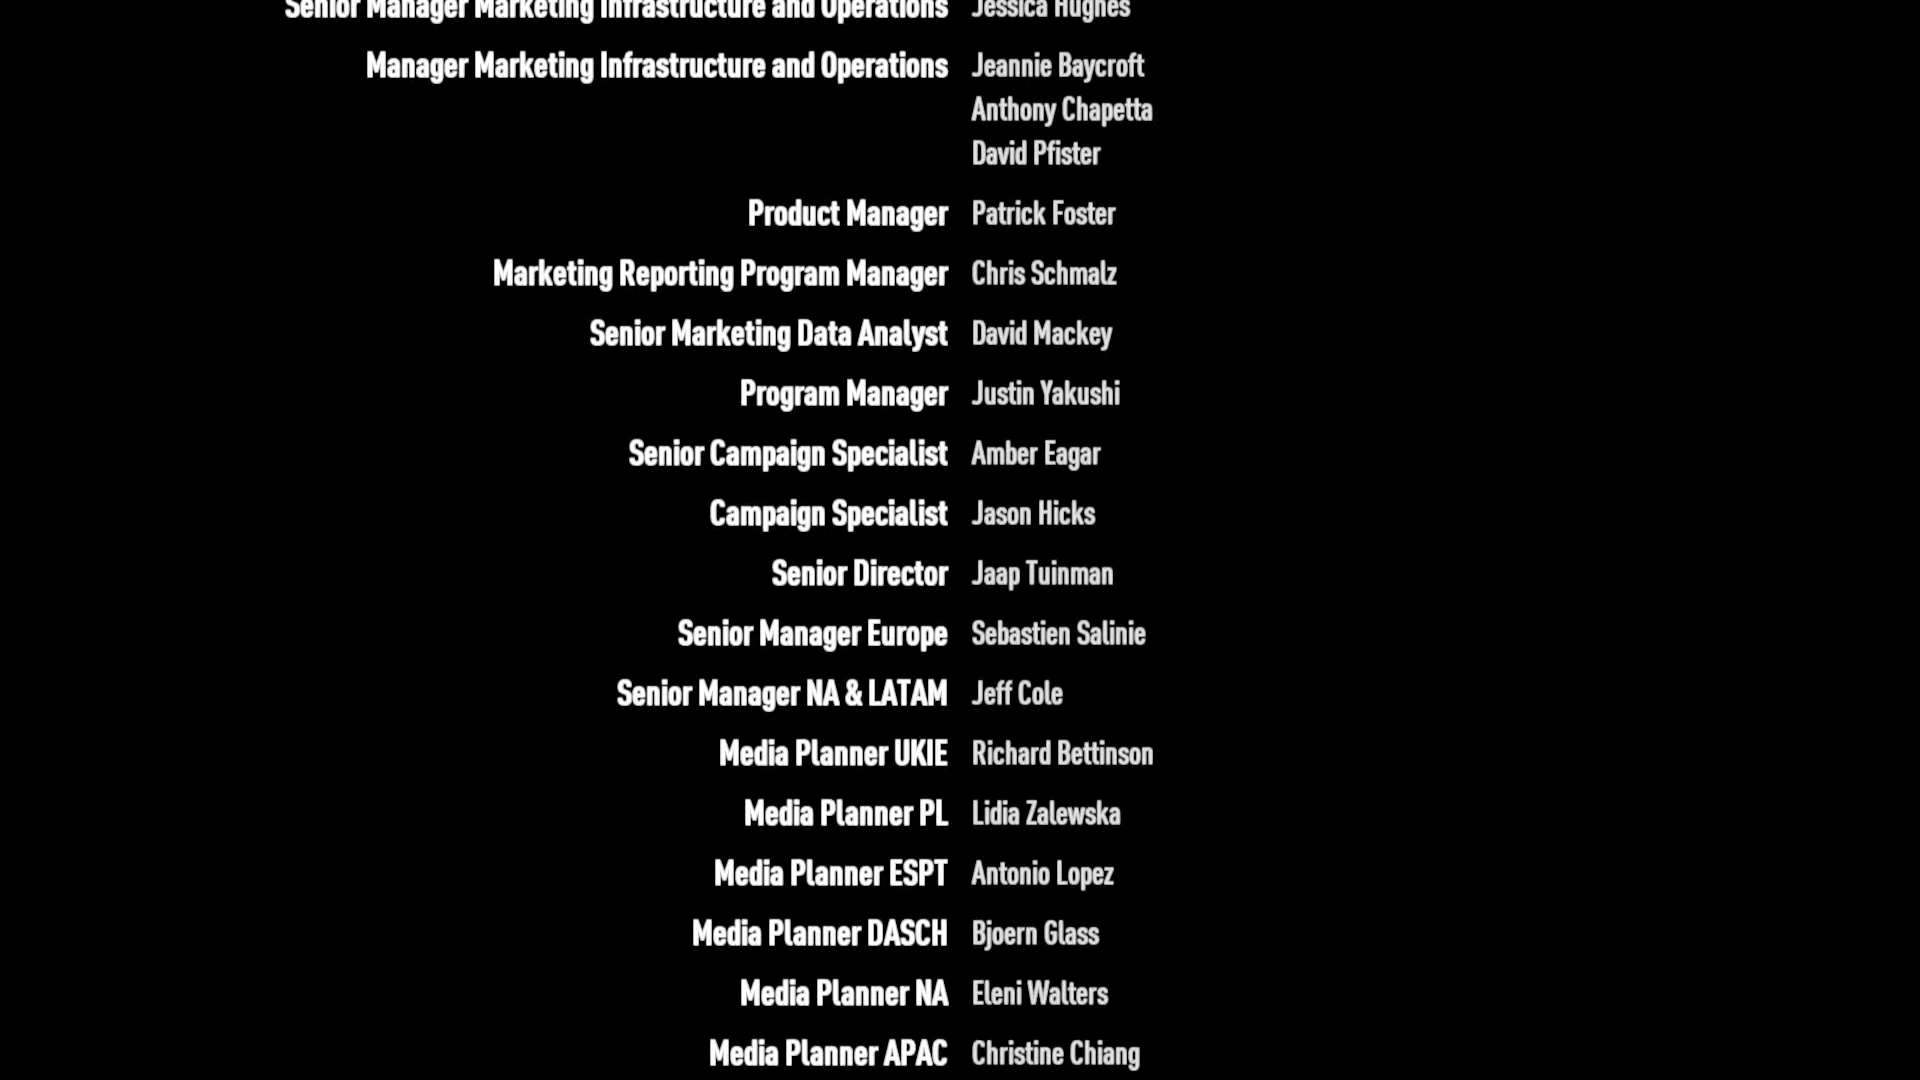 Senior Manager Marketing Infrastructure and Operations Jessica Hughes
Manager Marketing Infrastructure and Operations Jeannie Baycroft
Anthony Chapetta
David Pfister
Product Manager Patrick Foster
Marketing Reporting Program Manager Chris Schmalz
Senior Marketing Data Analyst David Mackey
Program Manager Justin Yakushi
Senior Campaign Specialist Amber Eagar
Campaign Specialist Jason Hicks
Senior Director Jaap Tuinman
Senior Manager Europe Sebastien Salinie
Senior Manager NA & LATAM Jeff Cole
Media Planner UKIE Richard Bettinson
Media Planner PL Lidia Zalewska
Media Planner ESPT Antonio Lopez
Media Planner DASCH Bjoern Glass
Media Planner NA Eleni Walters
Media Planner APAC Christine Chiang